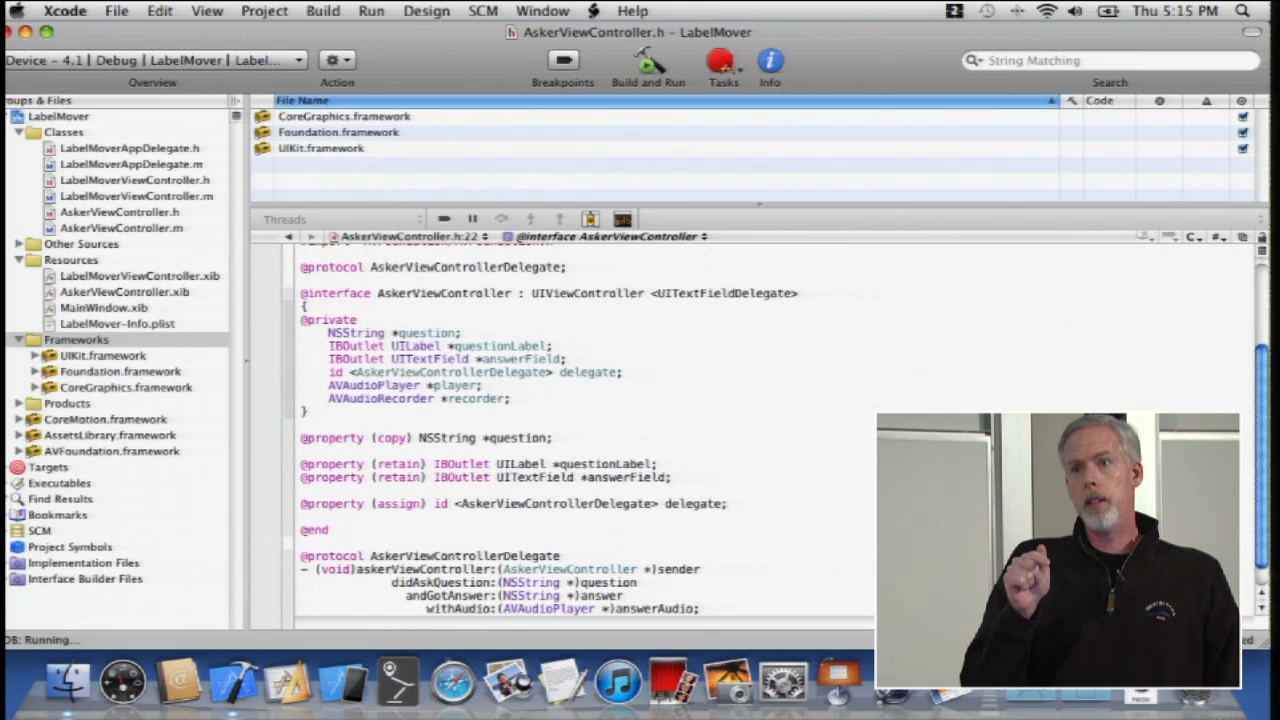 Xcode File Edit View Project Build Run Design SCM Window Help Thu 5:15 PM
AskerViewController.h – LabelMover
Device – 4.1 | Debug | LabelMover | Label...
String Matching
Overview Action Breakpoints Build and Run Tasks Info Search
oups & Files File Name Code
LabelMover
Classes
LabelMoverAppDelegate.h
LabelMoverAppDelegate.m
LabelMoverViewController.h
LabelMoverViewController.m
AskerViewController.h
AskerViewController.m
Other Sources
Resources
LabelMoverViewController.xib
AskerViewController.xib
MainWindow.xib
LabelMover-Info.plist
Frameworks
UIKit.framework
Foundation.framework
CoreGraphics.framework
Products
CoreMotion.framework
AssetsLibrary.framework
AVFoundation.framework
Targets
Executables
Find Results
Bookmarks
SCM
Project Symbols
Implementation Files
Interface Builder Files
CoreGraphics.framework
Foundation.framework
UIKit.framework
Threads
AskerViewController.h:22 @interface AskerViewController C #
@protocol AskerViewControllerDelegate;
@interface AskerViewController : UIViewController <UITextFieldDelegate>
{
@private
NSString *question;
IBOutlet UILabel *questionLabel;
IBOutlet UITextField *answerField;
id <AskerViewControllerDelegate> delegate;
AVAudioPlayer *player;
AVAudioRecorder *recorder;
}
@property (copy) NSString *question;
@property (retain) IBOutlet UILabel *questionLabel;
@property (retain) IBOutlet UITextField *answerField;
@property (assign) id <AskerViewControllerDelegate> delegate;
@end
@protocol AskerViewControllerDelegate
– (void)askerViewController:(AskerViewController *)sender
didAskQuestion:(NSString *)question
andGotAnswer:(NSString *)answer
withAudio:(AVAudioPlayer *)answerAudio;
DB: Running...
ed